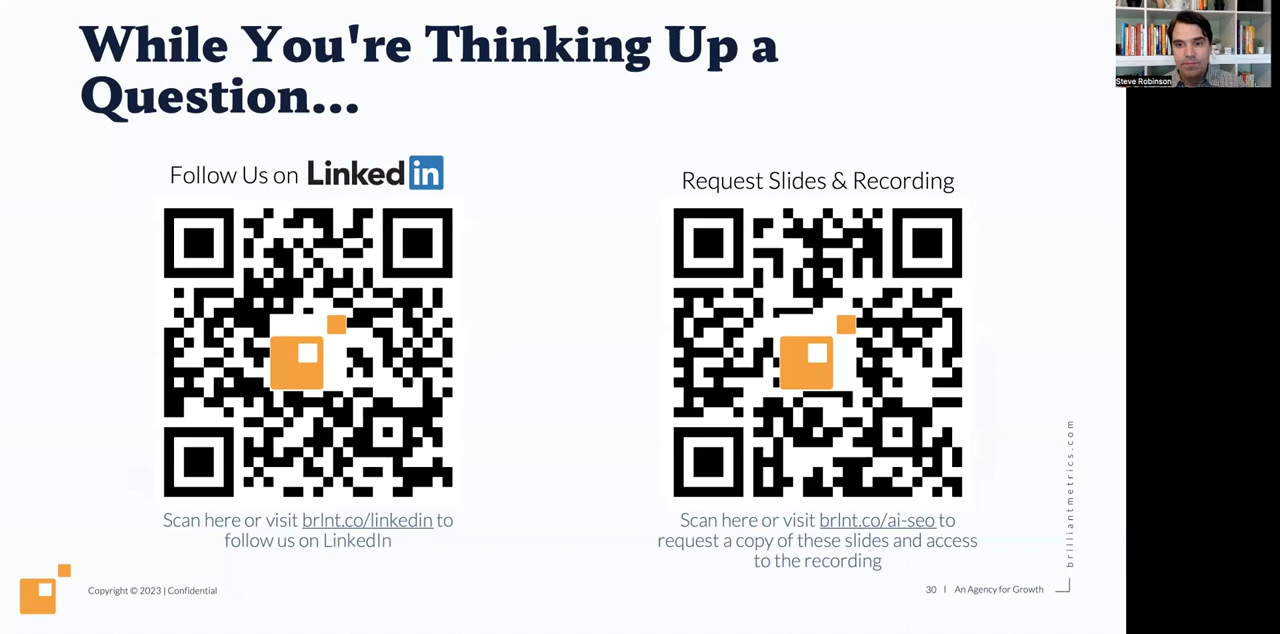 While You're Thinking Up a
Question...
Steve Robinson
Follow Us on LinkedIn
Scan here or visit brlnt.co/linkedin to
follow us on LinkedIn
Request Slides & Recording
Scan here or visit brlnt.co/ai-seo to
request a copy of these slides and access
to the recording
brilliantmetrics.com
Copyright © 2023 | Confidential
30 | An Agency for Growth